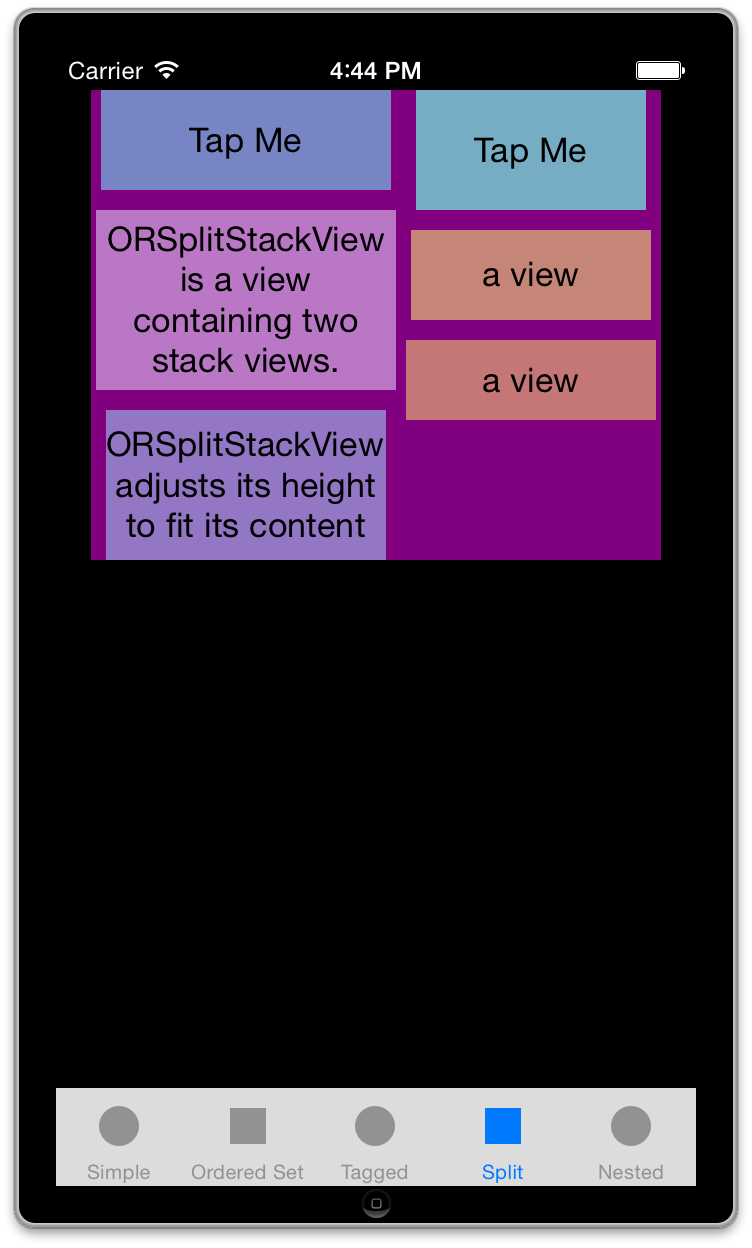 Carrier 4:44 PM
Tap Me
ORSplitStackView
is a view
containing two
stack views.
ORSplitStackView
adjusts its height
to fit its content
Tap Me
a view
a view
Simple Ordered Set Tagged Split Nested